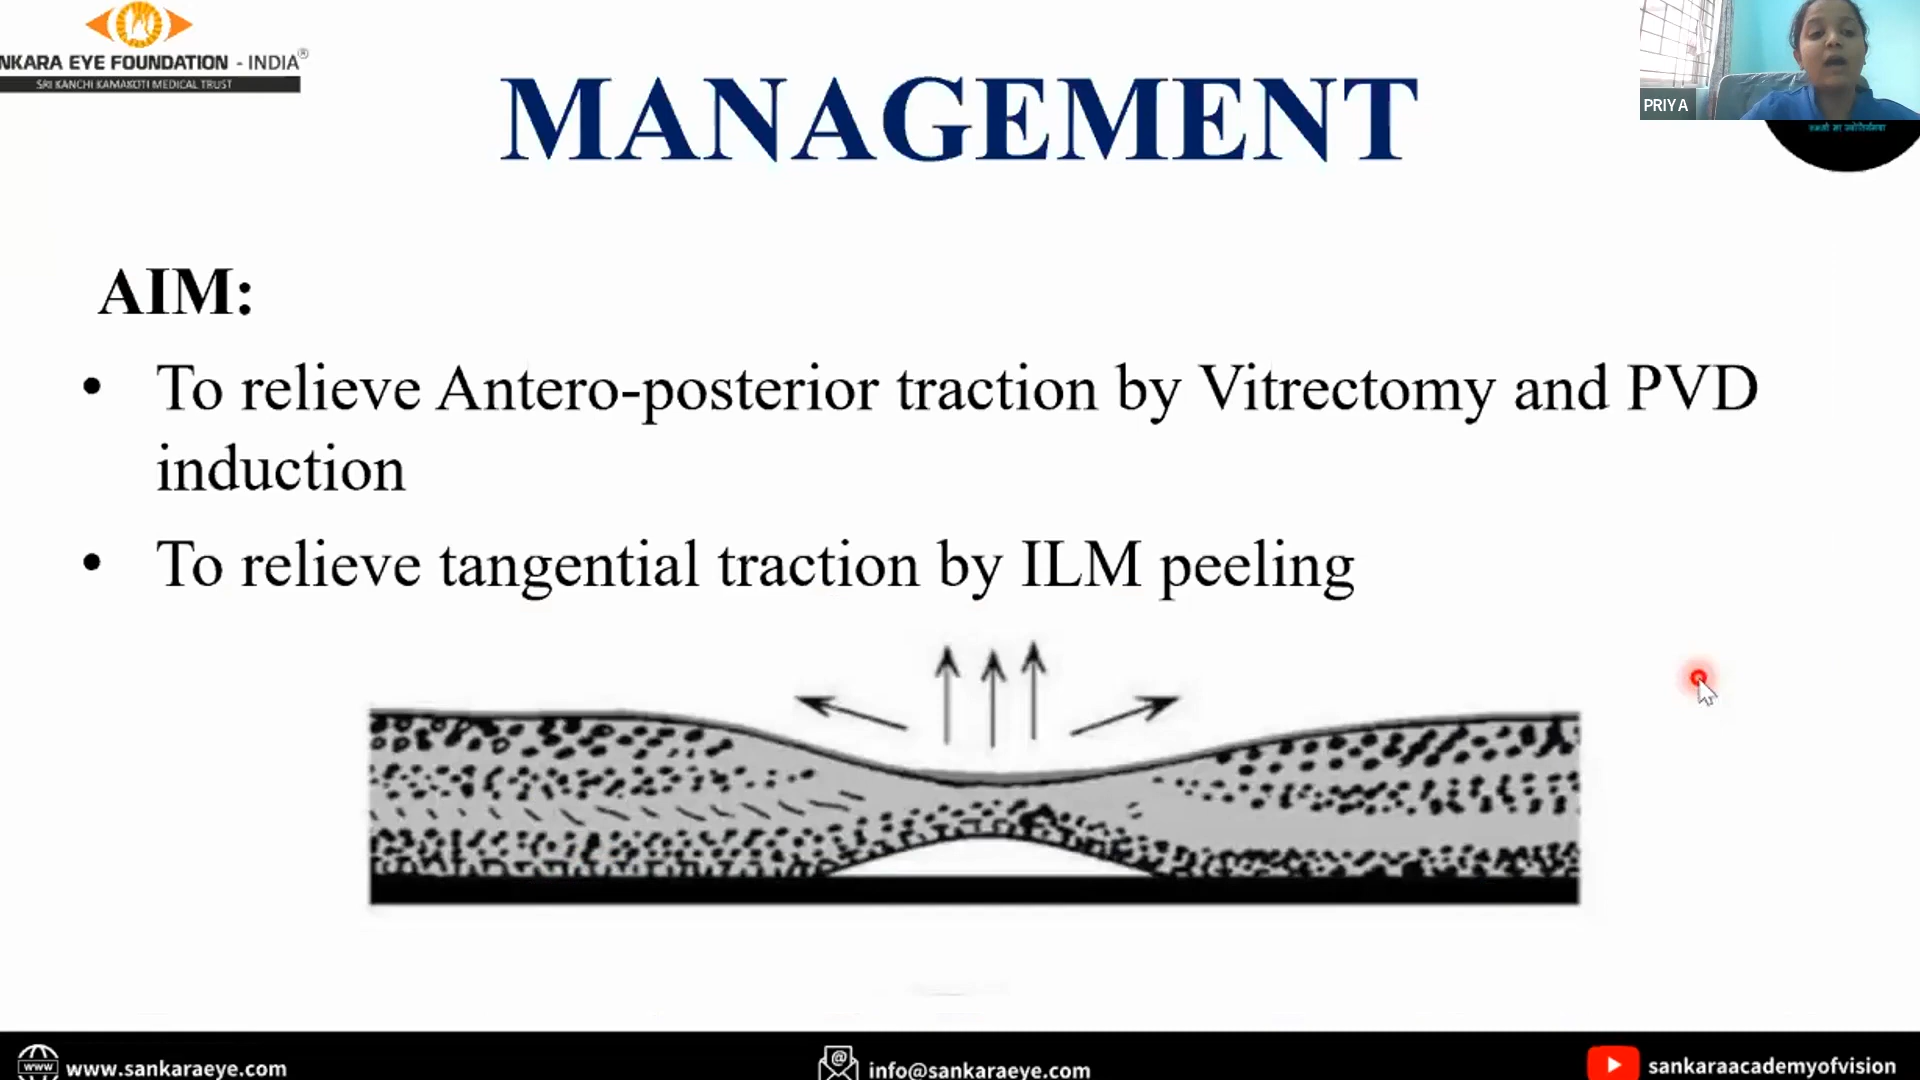 NKARA EYE FOUNDATION - INDIA®
SRI KANCHI KAMAKOTI MEDICAL TRUST
PRIYA
MANAGEMENT
AIM:
• To relieve Antero-posterior traction by Vitrectomy and PVD
induction
• To relieve tangential traction by ILM peeling
www www.sankaraeye.com
@ info@sankaraeye.com
sankaraacademyofvision